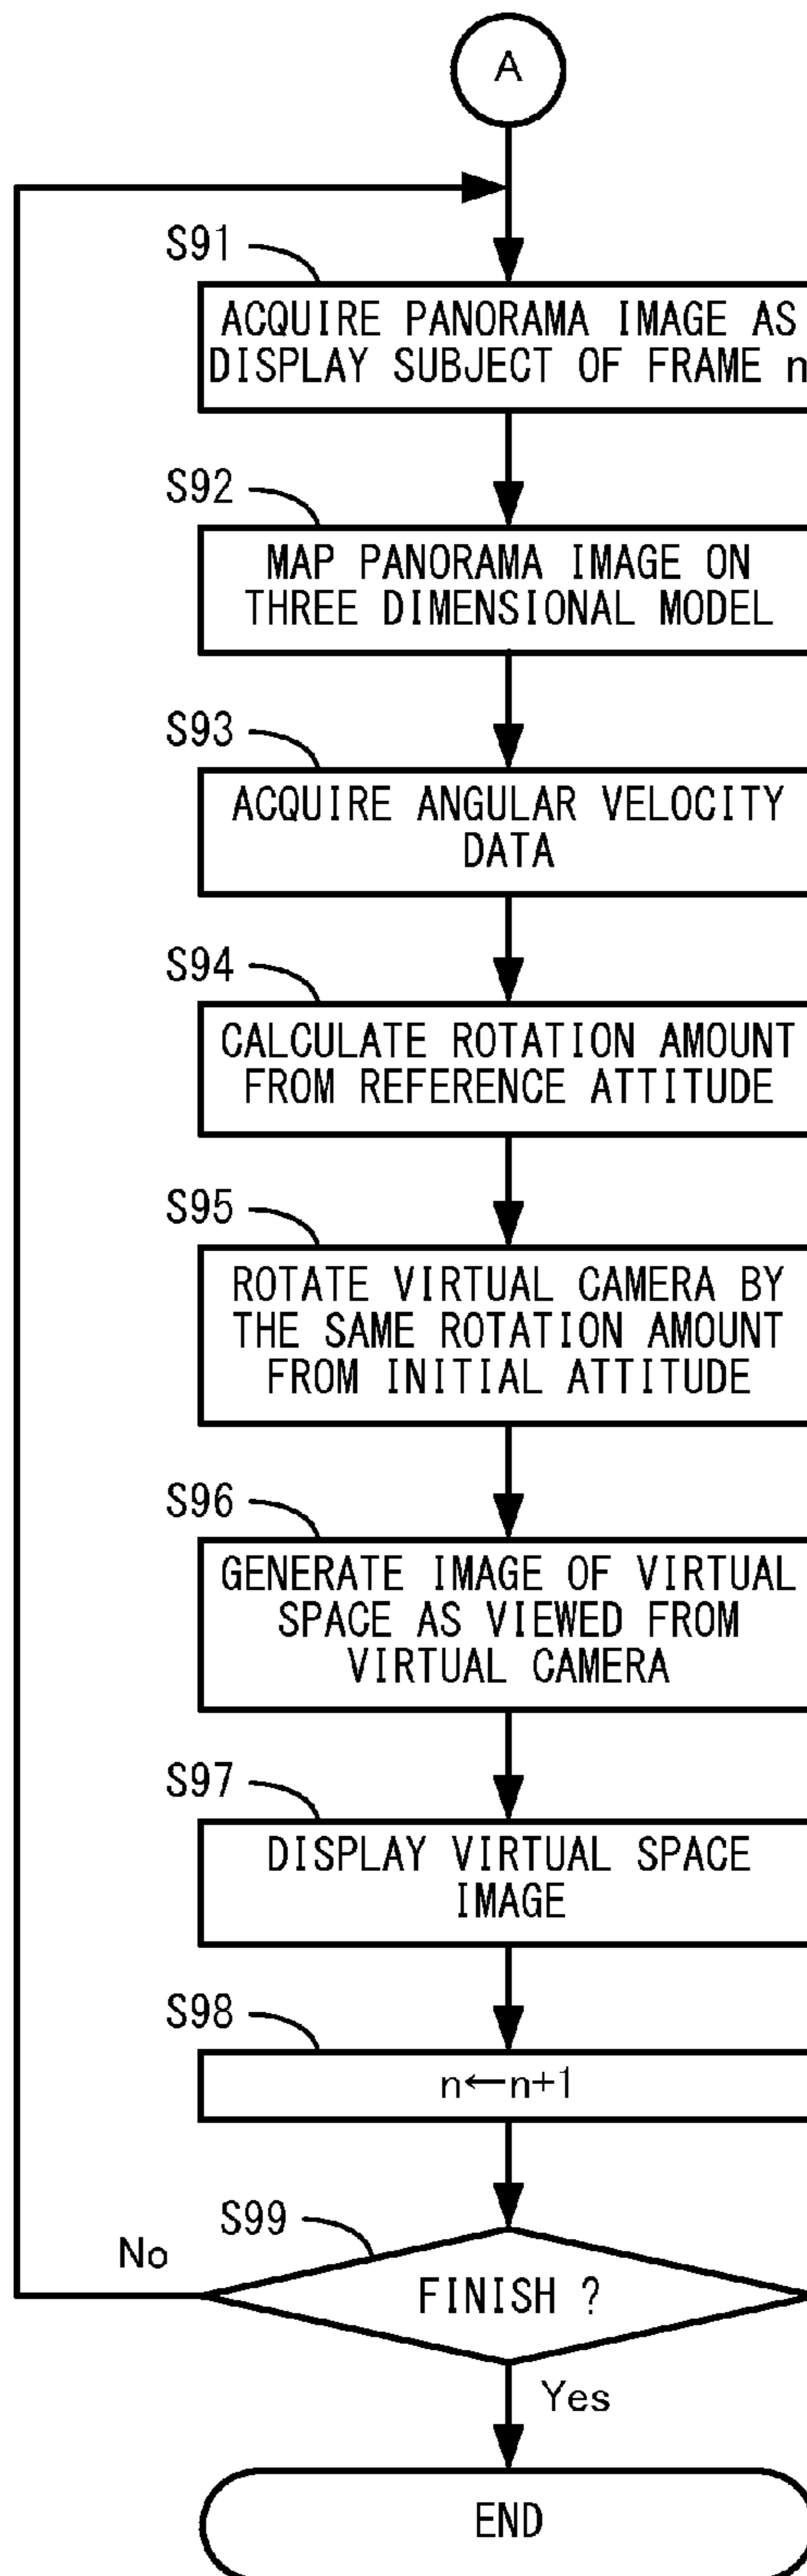 A
S91
ACQUIRE PANORAMA IMAGE AS
DISPLAY SUBJECT OF FRAME n
S92
MAP PANORAMA IMAGE ON
THREE DIMENSIONAL MODEL
S93
ACQUIRE ANGULAR VELOCITY
DATA
S94
CALCULATE ROTATION AMOUNT
FROM REFERENCE ATTITUDE
S95
ROTATE VIRTUAL CAMERA BY
THE SAME ROTATION AMOUNT
FROM INITIAL ATTITUDE
S96
GENERATE IMAGE OF VIRTUAL
SPACE AS VIEWED FROM
VIRTUAL CAMERA
S97
DISPLAY VIRTUAL SPACE
IMAGE
S98
n←n+1
S99
No
FINISH ?
Yes
END